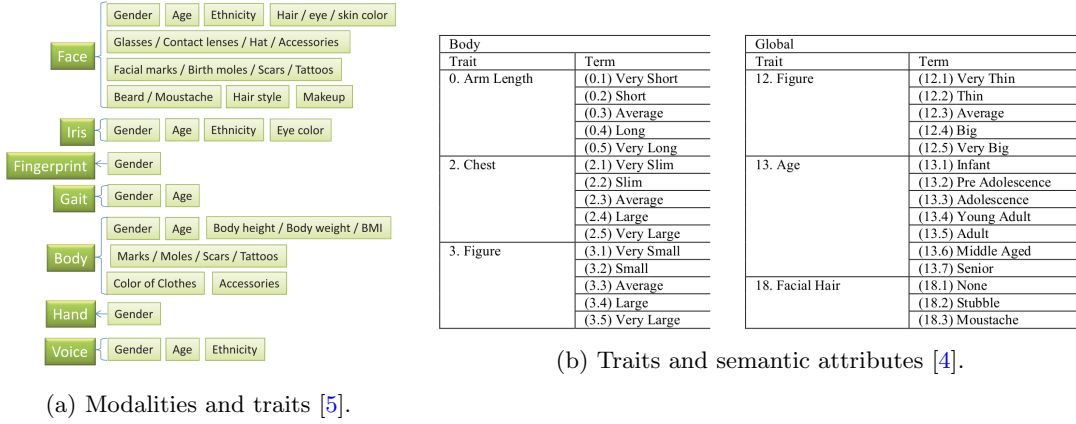 Face
Gender Age Ethnicity Hair / eye / skin color
Glasses / Contact lenses / Hat / Accessories
Facial marks / Birth moles / Scars / Tattoos
Beard / Moustache Hair style Makeup
Iris Gender Age Ethnicity Eye color
Fingerprint Gender
Gait Gender Age
Body
Gender Age Body height / Body weight / BMI
Marks / Moles / Scars / Tattoos
Color of Clothes Accessories
Hand Gender
Voice Gender Age Ethnicity
(a) Modalities and traits [5].
Body
Trait Term
0. Arm Length (0.1) Very Short
(0.2) Short
(0.3) Average
(0.4) Long
(0.5) Very Long
2. Chest (2.1) Very Slim
(2.2) Slim
(2.3) Average
(2.4) Large
(2.5) Very Large
3. Figure (3.1) Very Small
(3.2) Small
(3.3) Average
(3.4) Large
(3.5) Very Large
Global
Trait Term
12. Figure (12.1) Very Thin
(12.2) Thin
(12.3) Average
(12.4) Big
(12.5) Very Big
13. Age (13.1) Infant
(13.2) Pre Adolescence
(13.3) Adolescence
(13.4) Young Adult
(13.5) Adult
(13.6) Middle Aged
(13.7) Senior
18. Facial Hair (18.1) None
(18.2) Stubble
(18.3) Moustache
(b) Traits and semantic attributes [4].